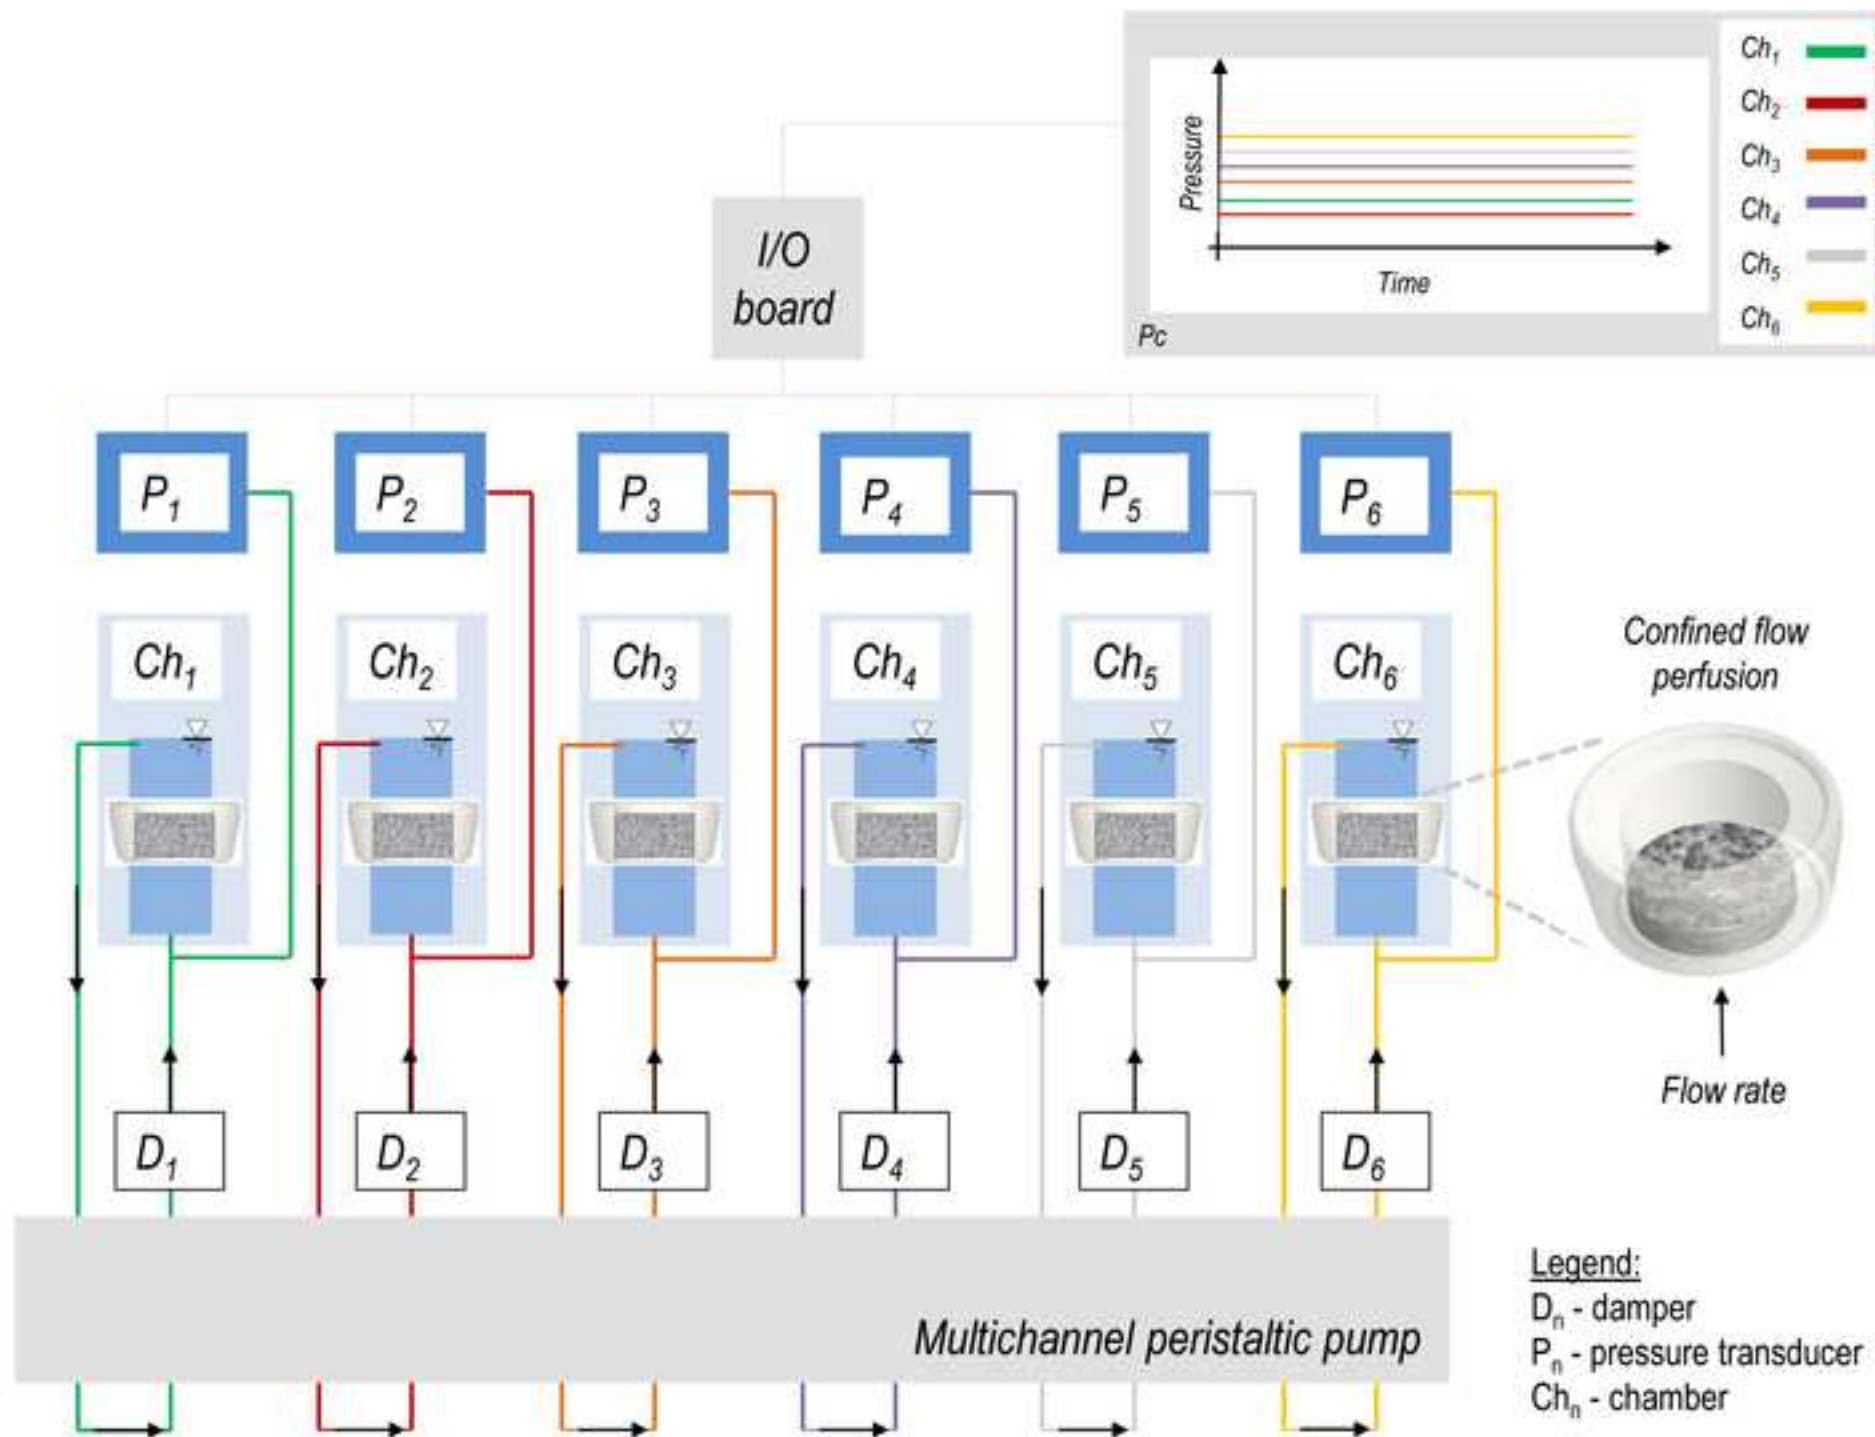 Ch1
Ch2
Ch3
Ch4
Ch5
Ch6
Pressure
Time
Pc
I/O
board
P1
P2
P3
P4
P5
P6
Ch1
Ch2
Ch3
Ch4
Ch5
Ch6
Confined flow
perfusion
Flow rate
D1
D2
D3
D4
D5
D6
Multichannel peristaltic pump
Legend:
Dn - damper
Pn - pressure transducer
Chn - chamber